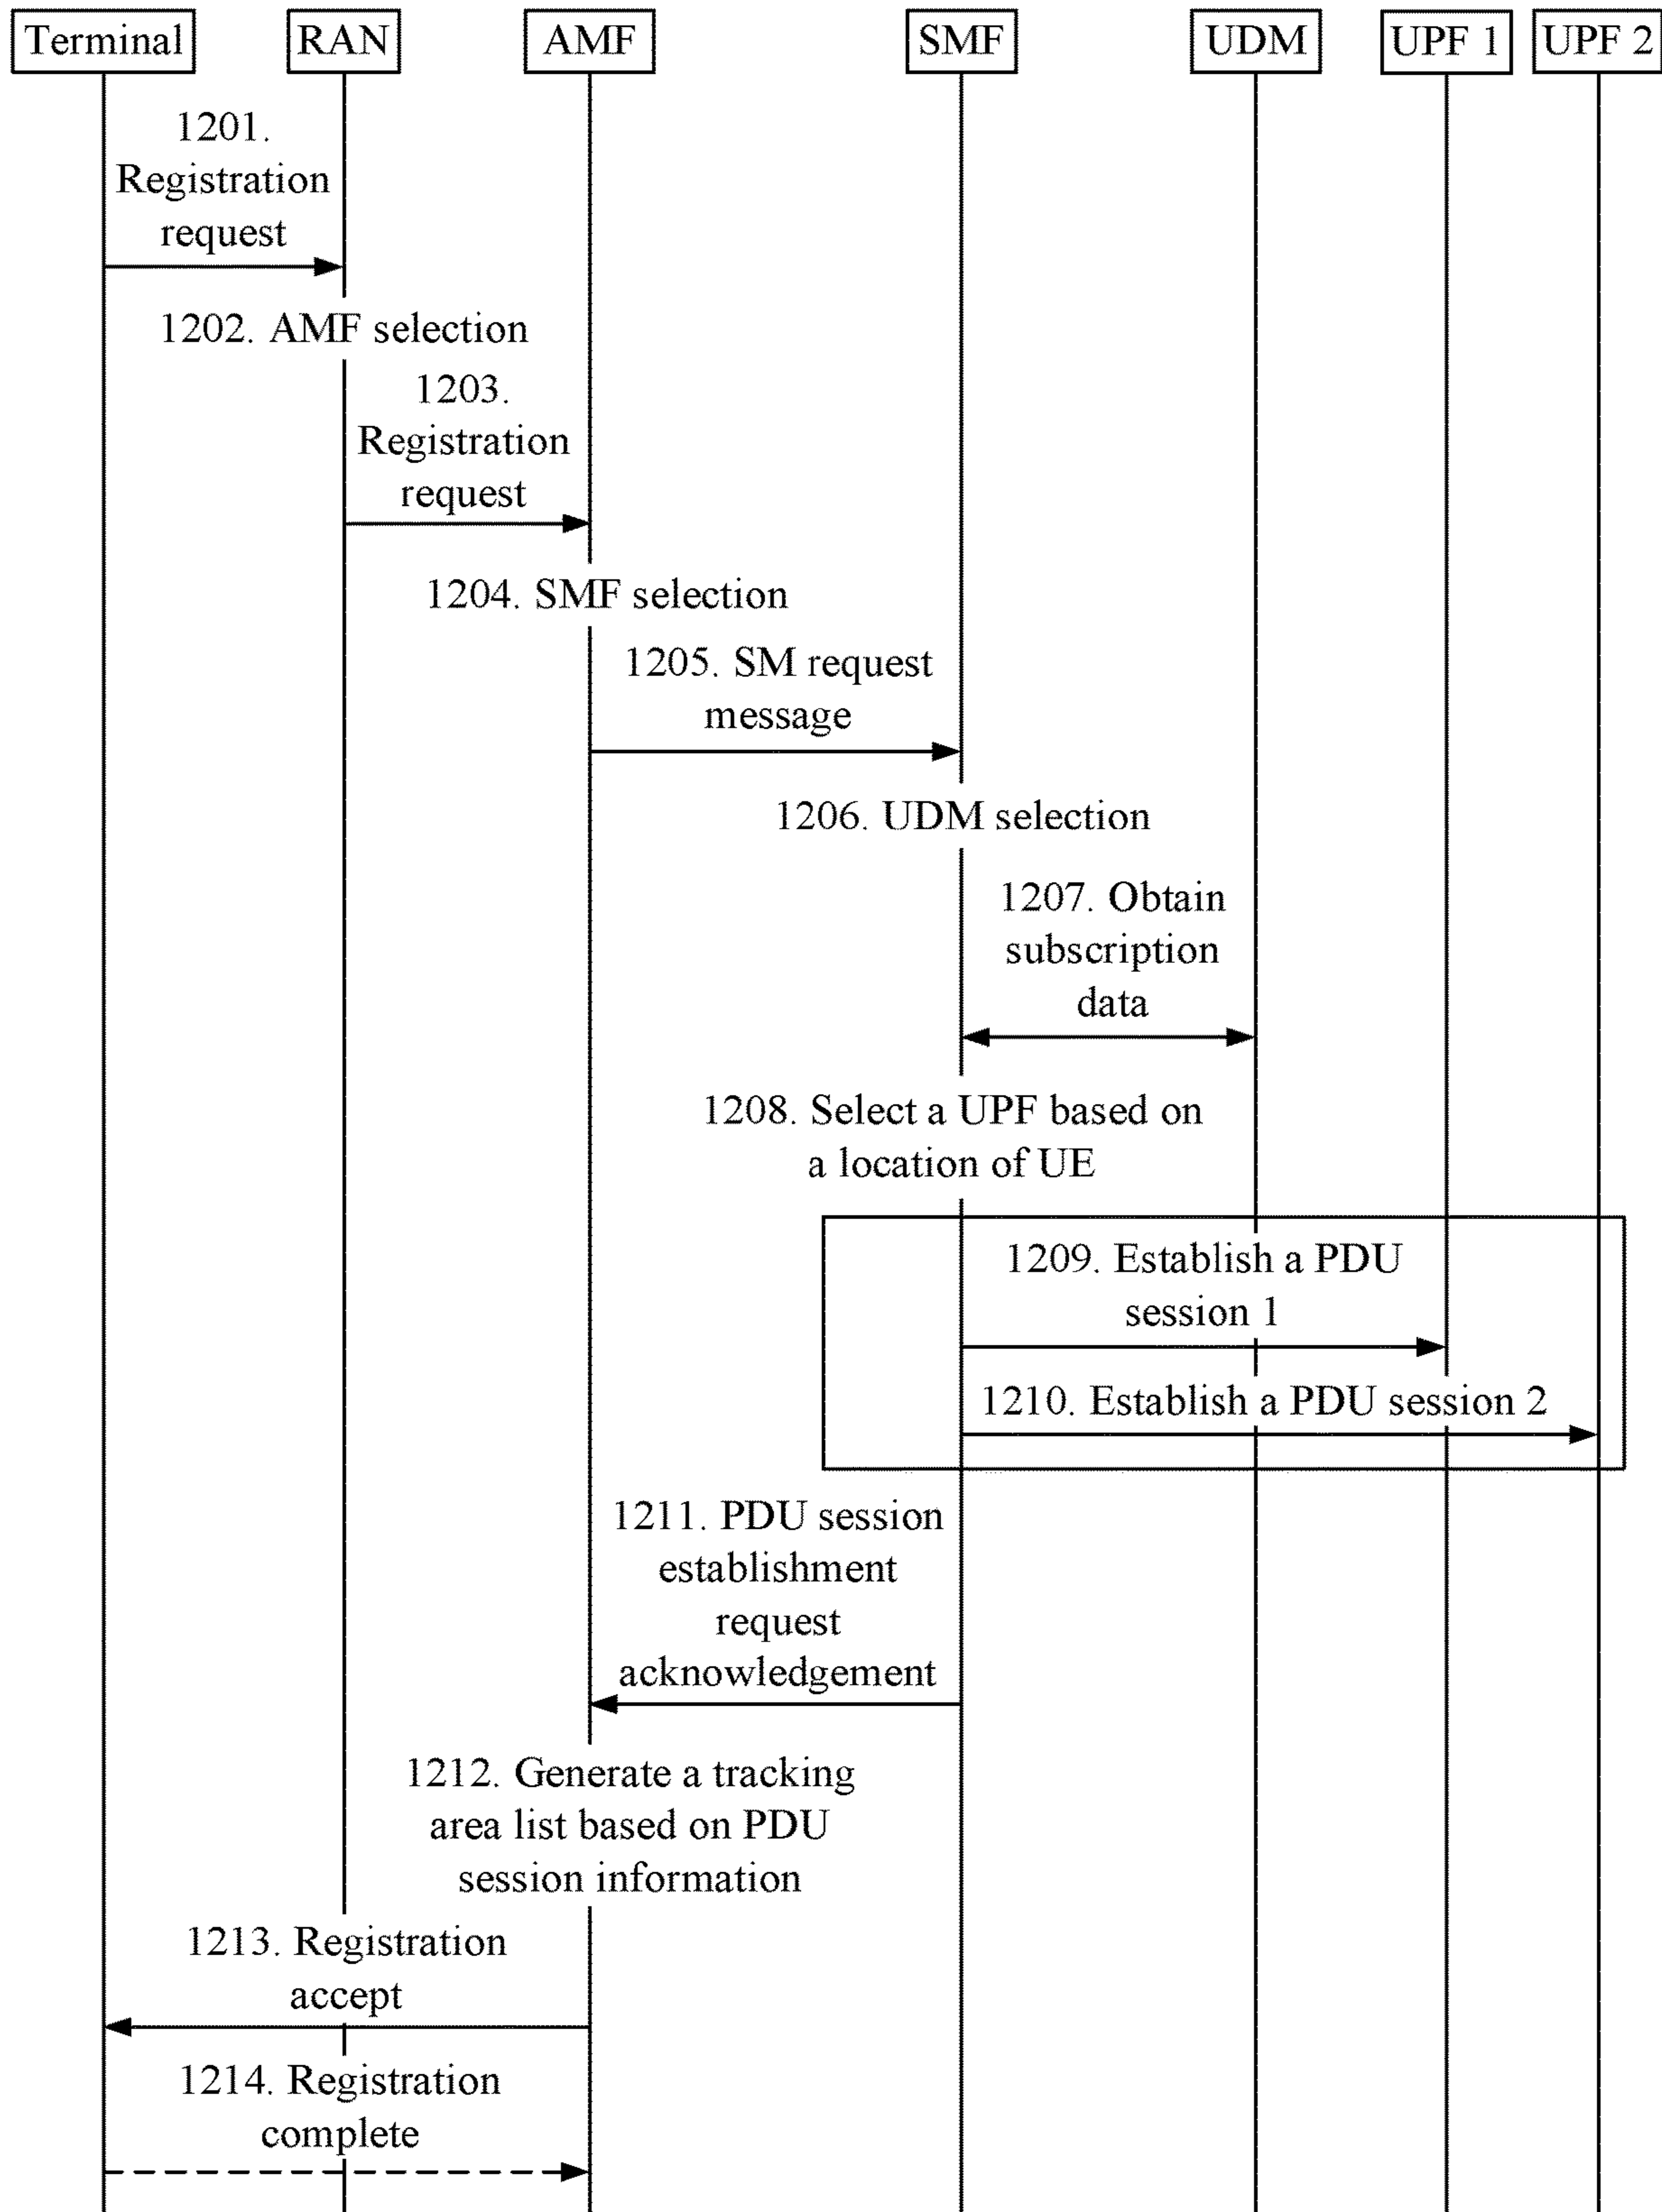 Terminal
RAN
AMF
SMF
UDM
UPF 1
UPF 2
1201.
Registration
request
1202. AMF selection
1203.
Registration
request
1204. SMF selection
1205. SM request
message
1206. UDM selection
1207. Obtain
subscription
data
1208. Select a UPF based on
a location of UE
1209. Establish a PDU
session 1
1210. Establish a PDU session 2
1211. PDU session
establishment
request
acknowledgement
1212. Generate a tracking
area list based on PDU
session information
1213. Registration
accept
1214. Registration
complete